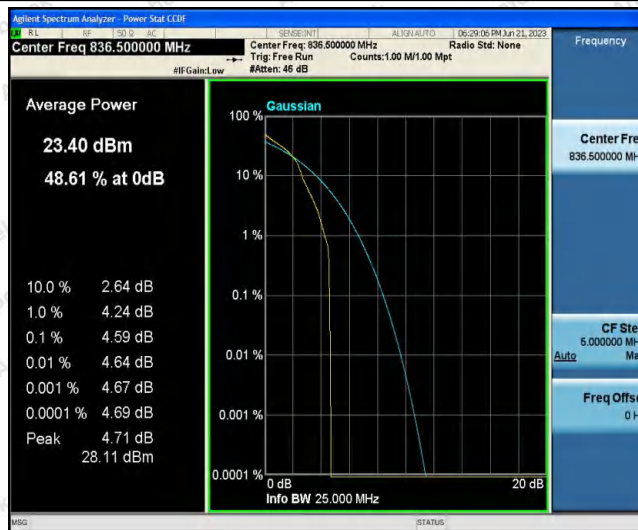 Agilent Spectrum Analyzer - Power Stat CCDF
RL RF 50 Ω AC SENSE:INT ALIGN AUTO 06:29:06 PM Jun 21, 2023
Center Freq 836.500000 MHz
Center Freq: 836.500000 MHz Radio Std: None
Trig: Free Run Counts:1.00 M/1.00 Mpt
#IFGain:Low #Atten: 46 dB
Frequency
Average Power
23.40 dBm
48.61 % at 0dB
10.0 % 2.64 dB
1.0 % 4.24 dB
0.1 % 4.59 dB
0.01 % 4.64 dB
0.001 % 4.67 dB
0.0001 % 4.69 dB
Peak 4.71 dB
28.11 dBm
Gaussian
100 %
10 %
1 %
0.1 %
0.01 %
0.001 %
0.0001 %
0 dB 20 dB
Info BW 25.000 MHz
Center Fre
836.500000 MH
CF Ste
5.000000 MH
Auto Ma
Freq Offse
0 H
MSG STATUS